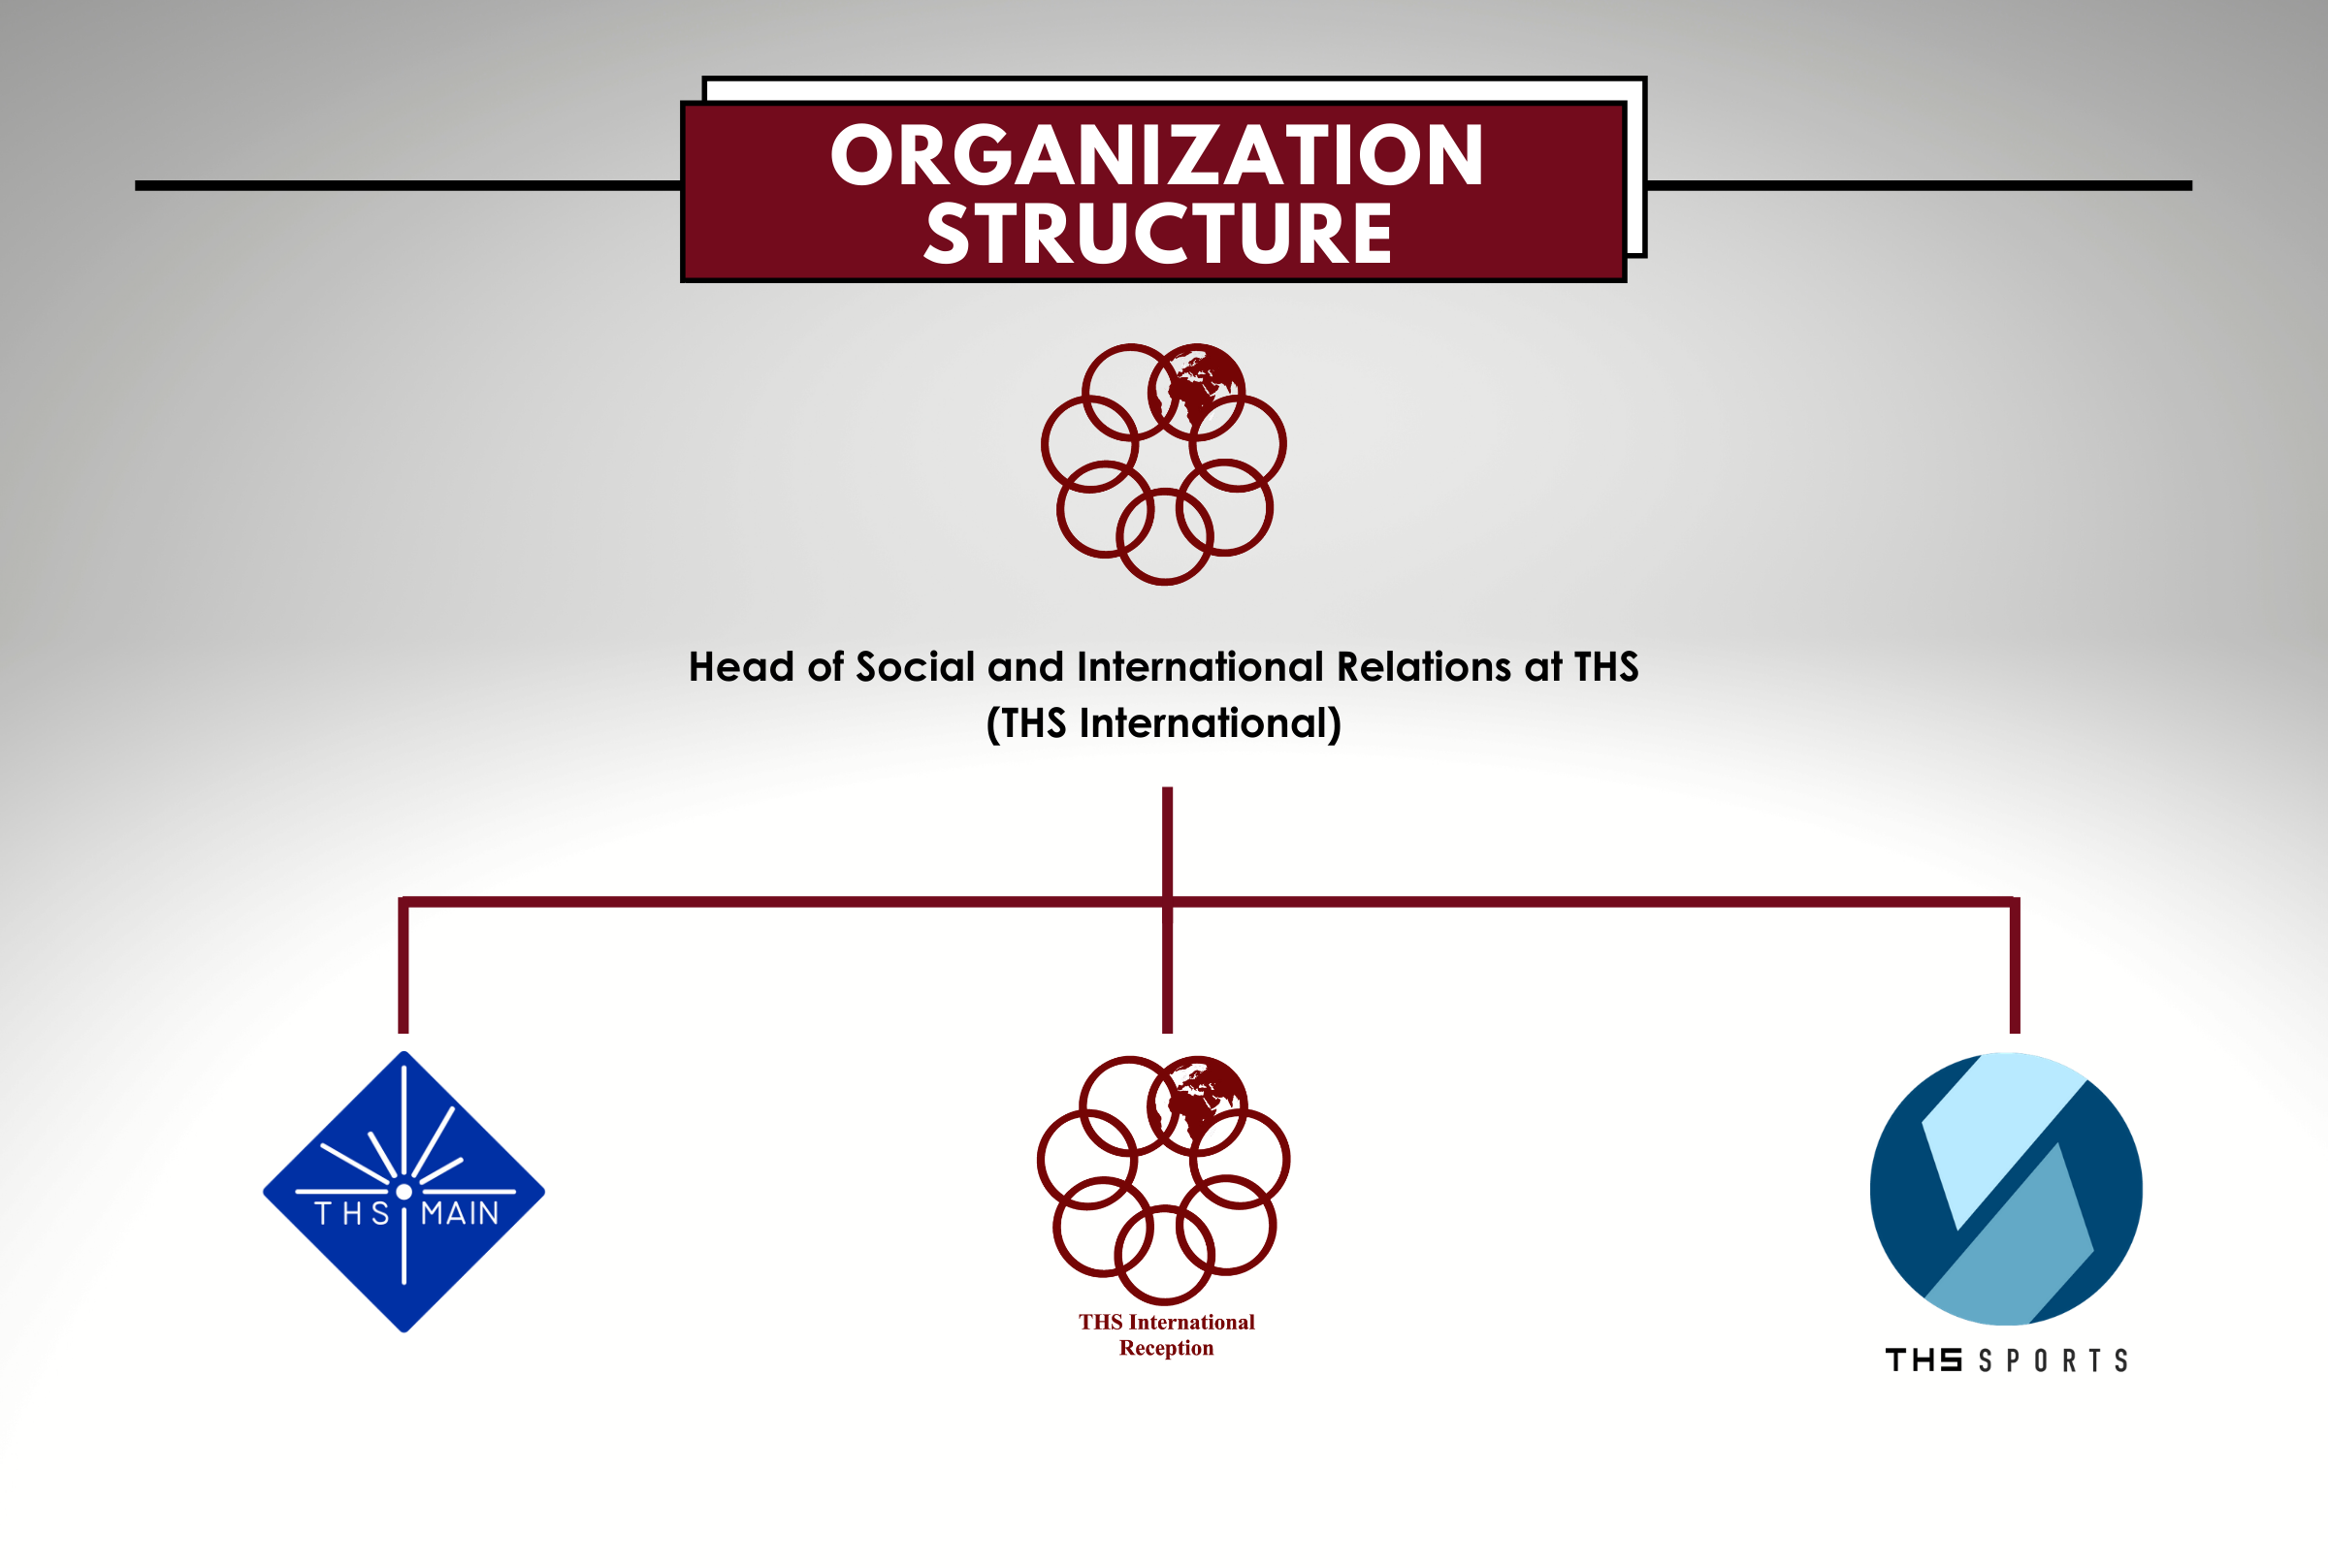 ORGANIZATION
STRUCTURE
Head of Social and International Relations at THS
(THS International)
THS MAIN
THS International
Reception
THS SPORTS